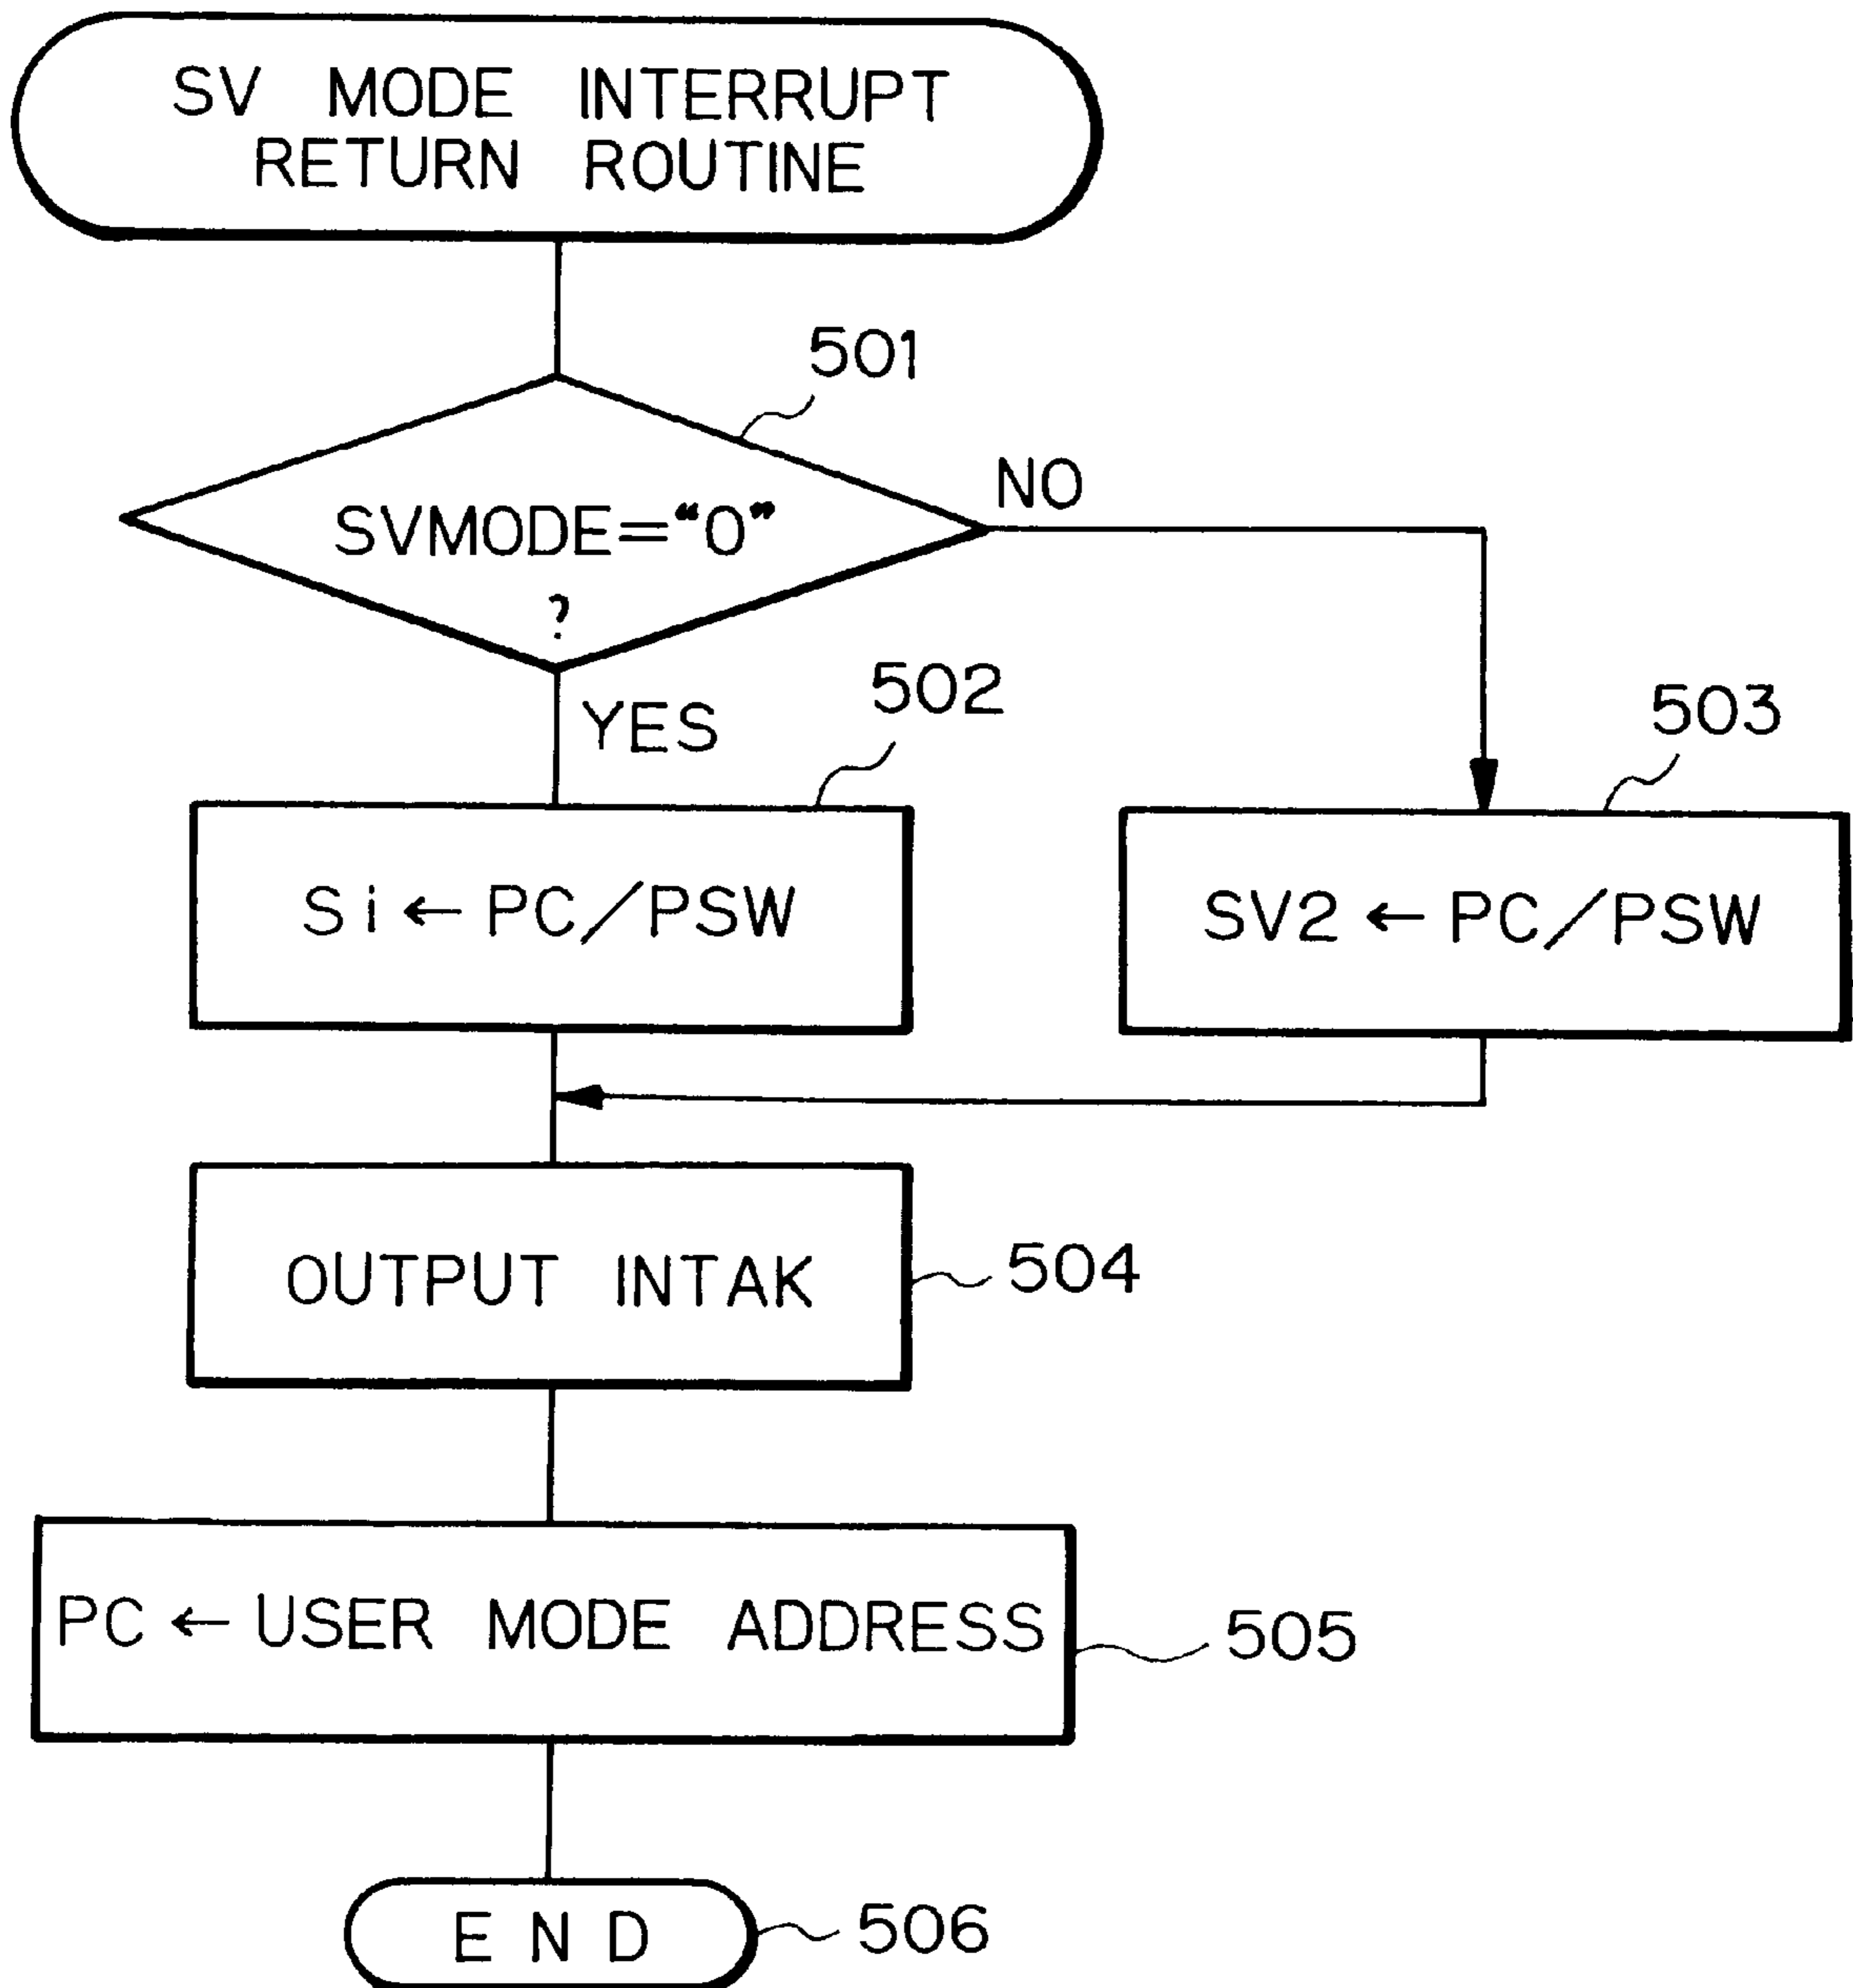 SV MODE INTERRUPT
RETURN ROUTINE
501
SVMODE=“0”
?
NO
YES
502
503
Si ← PC/PSW
SV2 ← PC/PSW
OUTPUT INTAK
504
PC ← USER MODE ADDRESS
505
END
506